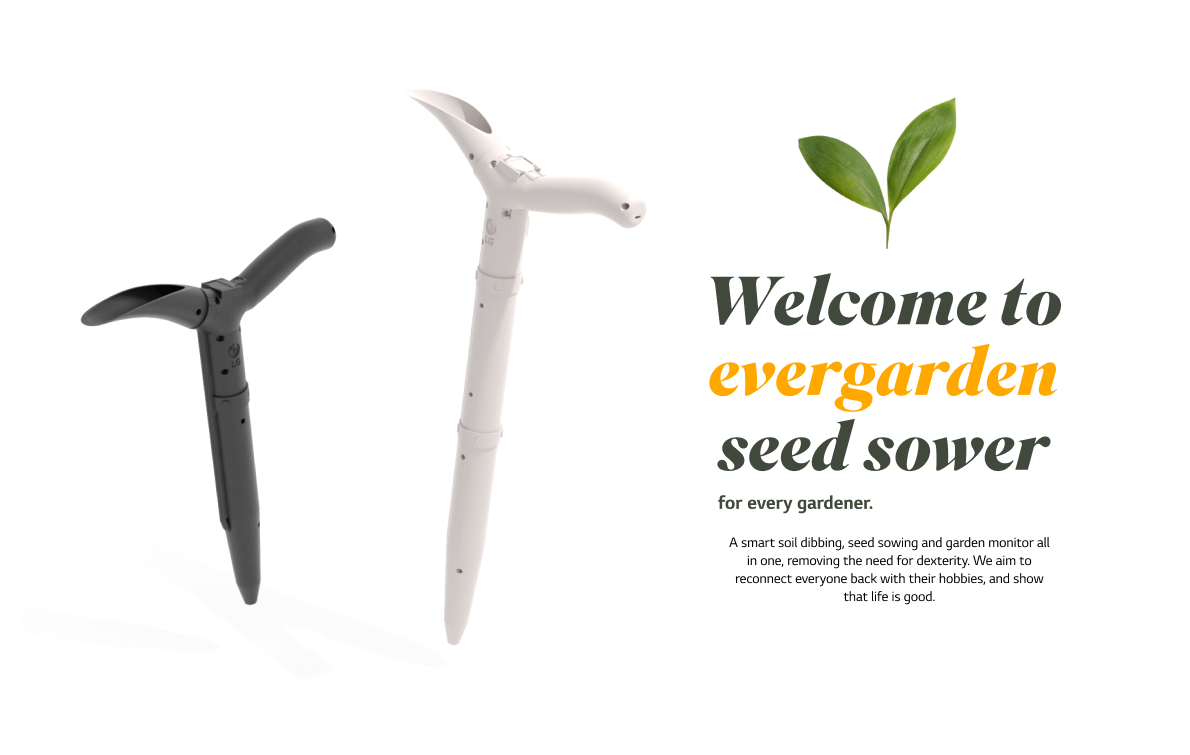 LG
LG
Welcome to
evergarden
seed sower
for every gardener.
A smart soil dibbing, seed sowing and garden monitor all
in one, removing the need for dexterity. We aim to
reconnect everyone back with their hobbies, and show
that life is good.